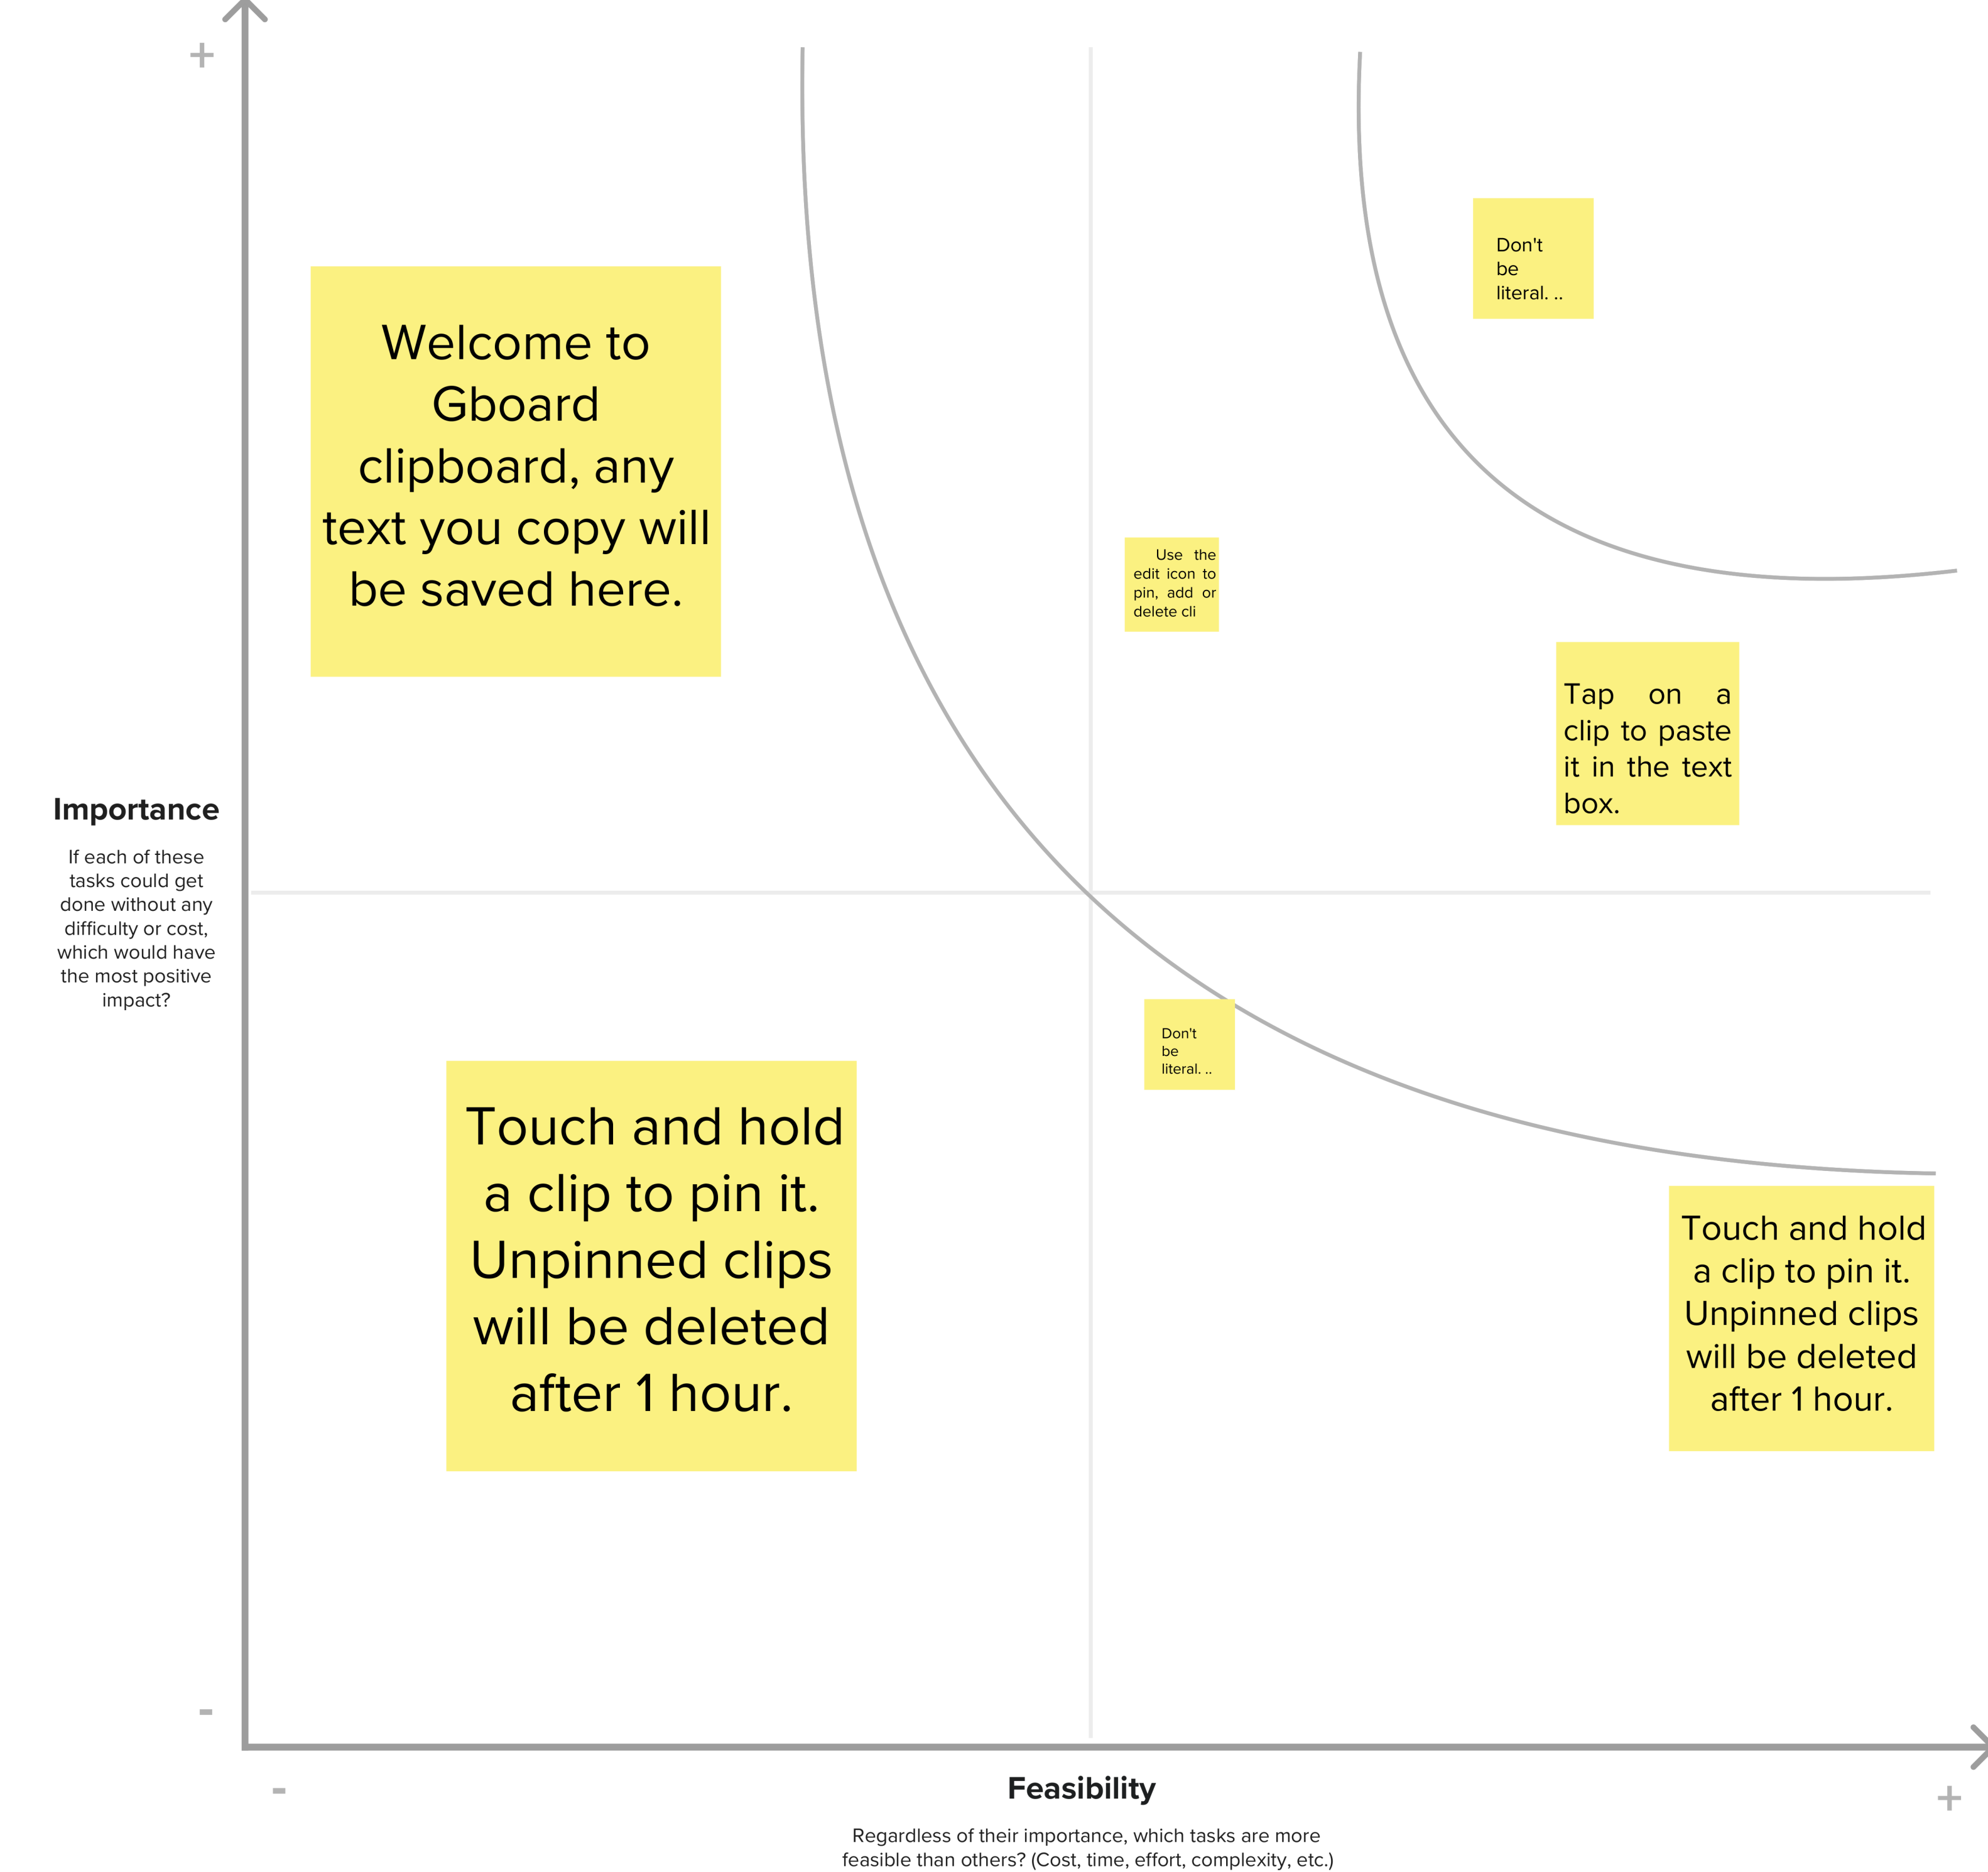 +
Don't
be
literal. ..
Welcome to
Gboard
clipboard, any
text you copy will
be saved here.
Use the
edit icon to
pin, add or
delete cli
Tap on a
clip to paste
it in the text
box.
Importance
If each of these
tasks could get
done without any
difficulty or cost,
which would have
the most positive
impact?
Don't
be
literal. ..
Touch and hold
a clip to pin it.
Unpinned clips
will be deleted
after 1 hour.
Touch and hold
a clip to pin it.
Unpinned clips
will be deleted
after 1 hour.
-
-
Feasibility
+
Regardless of their importance, which tasks are more
feasible than others? (Cost, time, effort, complexity, etc.)